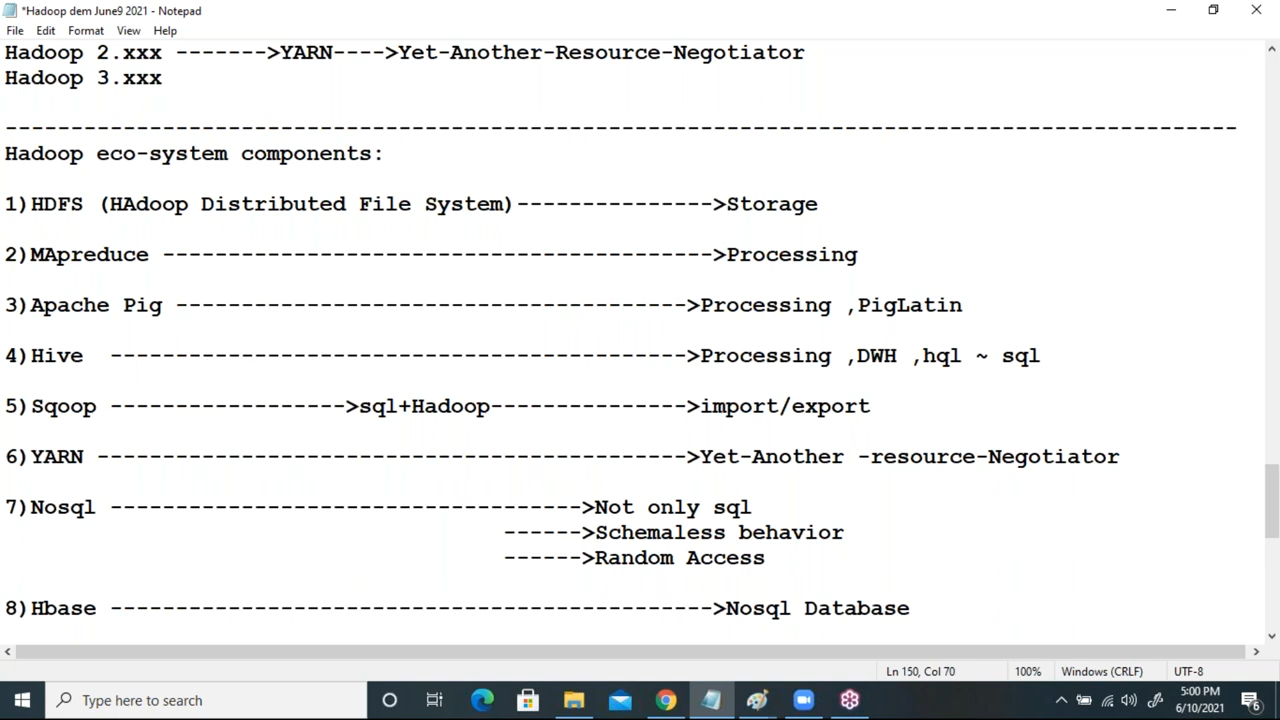 *Hadoop dem June9 2021 - Notepad
File Edit Format View Help
Hadoop 2.xxx ------->YARN---->Yet-Another-Resource-Negotiator
Hadoop 3.xxx
----------------------------------------------------------------------------------------------
Hadoop eco-system components:
1)HDFS (HAdoop Distributed File System)--------------->Storage
2)MApreduce ------------------------------------------>Processing
3)Apache Pig --------------------------------------->Processing ,PigLatin
4)Hive -------------------------------------------->Processing ,DWH ,hql ~ sql
5)Sqoop ------------------>sql+Hadoop--------------->import/export
6)YARN --------------------------------------------->Yet-Another -resource-Negotiator
7)Nosql ------------------------------------>Not only sql
------>Schemaless behavior
------>Random Access
8)Hbase ---------------------------------------------->Nosql Database
Ln 150, Col 70 100% Windows (CRLF) UTF-8
Type here to search
5:00 PM
6/10/2021
6